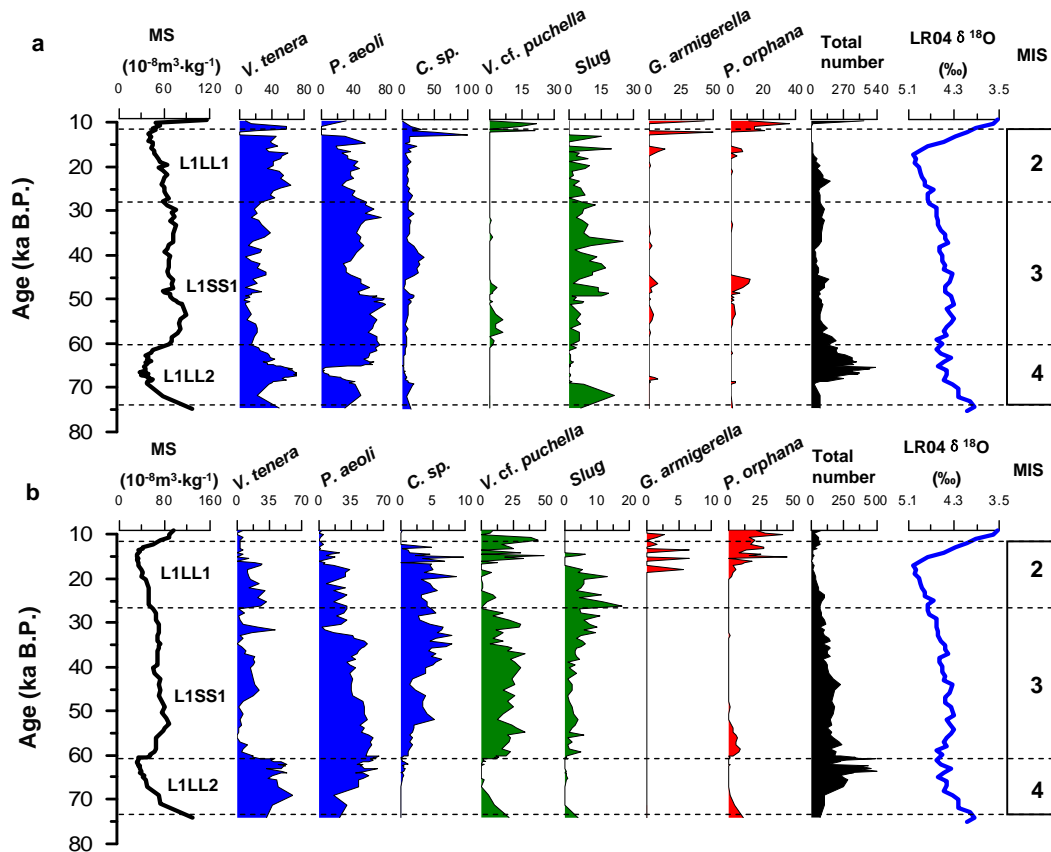 a
MS V. tenera P. aeoli C. sp. V. cf. puchella Slug G. armigerella P. orphana Total number LR04 δ 18O MIS
(10-8m3·kg-1) (‰)
0 60 120 0 40 80 0 40 80 0 50 100 0 20 40 0 15 30 0 25 50 0 20 40 0 270 540 5.1 4.3 3.5
Age (ka B.P.)
10
20
30
40
50
60
70
80
L1LL1
L1SS1
L1LL2
2
3
4
b
MS V. tenera P. aeoli C. sp. V. cf. puchella Slug G. armigerella P. orphana Total number LR04 δ 18O MIS
(10-8m3·kg-1) (‰)
0 80 160 0 35 70 0 35 70 0 5 10 0 25 50 0 10 20 0 5 10 0 25 50 0 250 500 5.1 4.3 3.5
Age (ka B.P.)
10
20
30
40
50
60
70
80
L1LL1
L1SS1
L1LL2
2
3
4